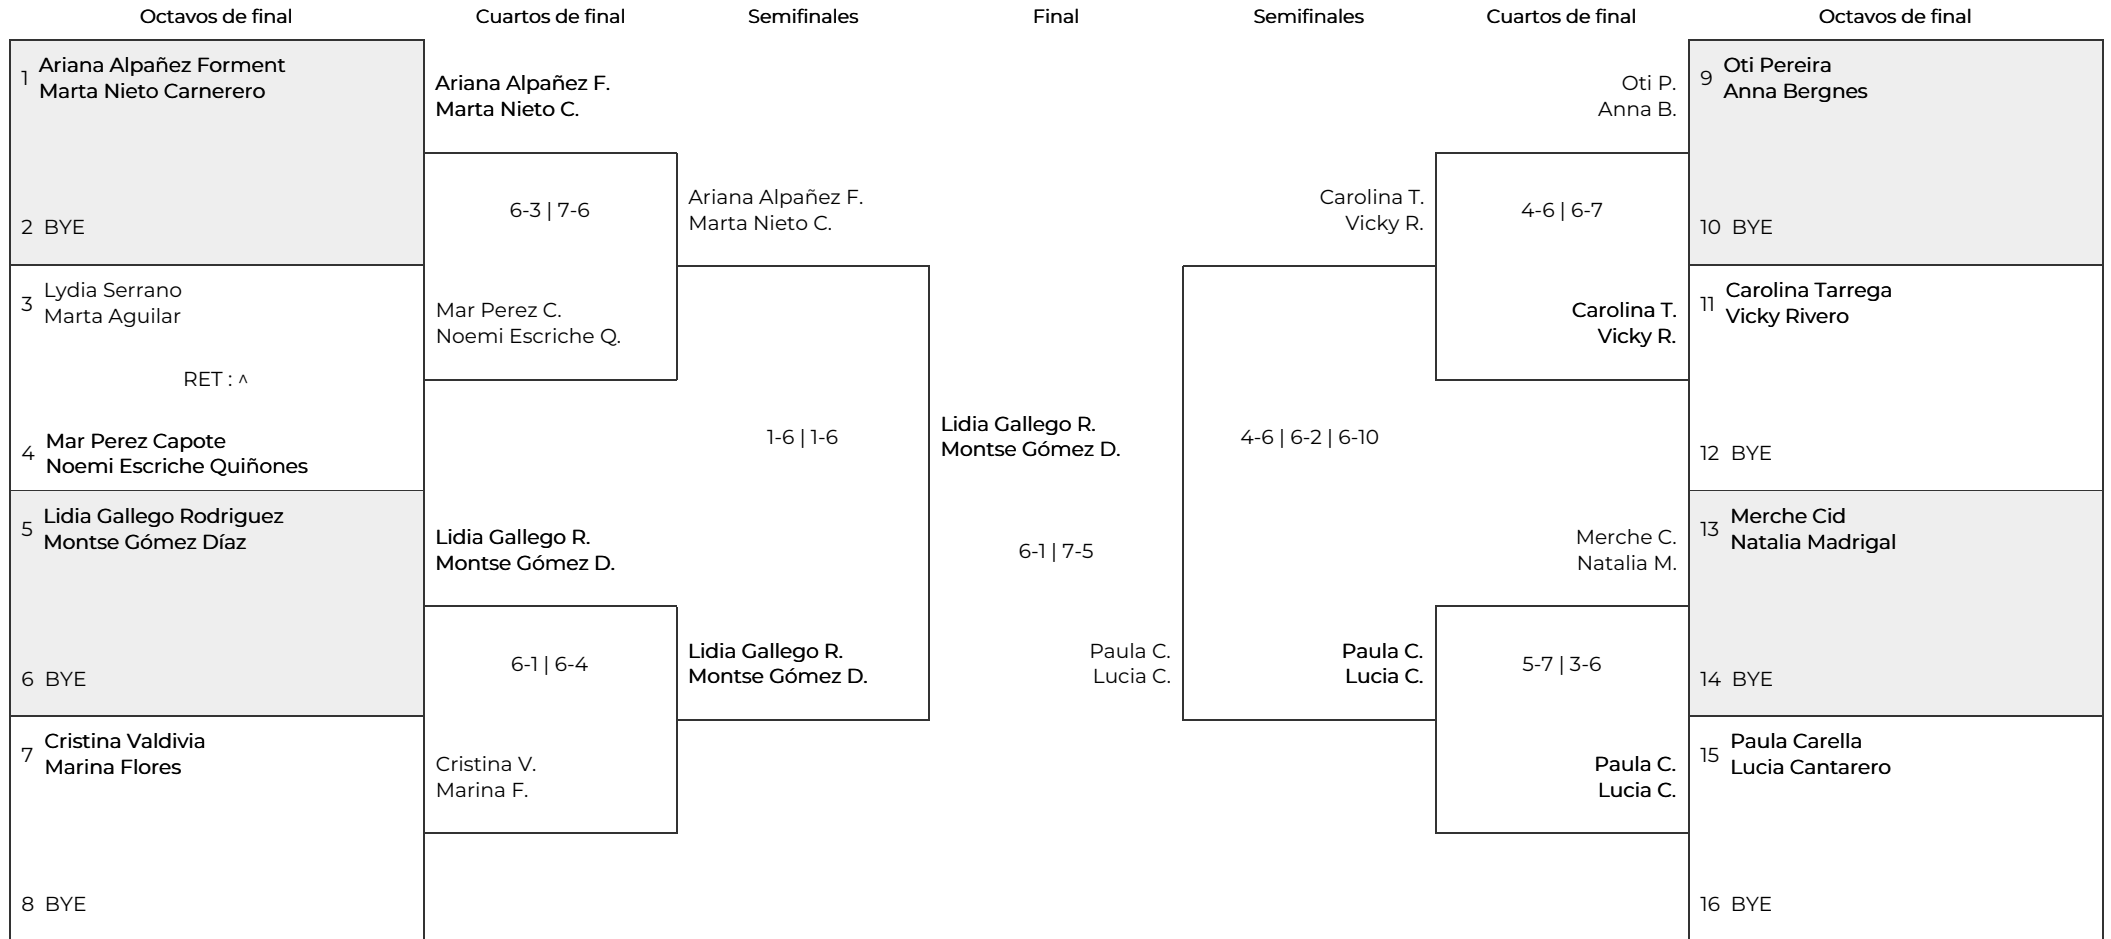 Octavos de final
Cuartos de final
Semifinales
Final
Semifinales
Cuartos de final
Octavos de final
1
Ariana Alpañez Forment
Marta Nieto Carnerero
2 BYE
3
Lydia Serrano
Marta Aguilar
RET : ^
4
Mar Perez Capote
Noemi Escriche Quiñones
5
Lidia Gallego Rodriguez
Montse Gómez Díaz
6 BYE
7
Cristina Valdivia
Marina Flores
8 BYE
Ariana Alpañez F.
Marta Nieto C.
6-3 | 7-6
Mar Perez C.
Noemi Escriche Q.
Lidia Gallego R.
Montse Gómez D.
6-1 | 6-4
Cristina V.
Marina F.
Ariana Alpañez F.
Marta Nieto C.
1-6 | 1-6
Lidia Gallego R.
Montse Gómez D.
Lidia Gallego R.
Montse Gómez D.
6-1 | 7-5
Paula C.
Lucia C.
Carolina T.
Vicky R.
4-6 | 6-2 | 6-10
Paula C.
Lucia C.
Oti P.
Anna B.
4-6 | 6-7
Carolina T.
Vicky R.
Merche C.
Natalia M.
5-7 | 3-6
Paula C.
Lucia C.
9
Oti Pereira
Anna Bergnes
10 BYE
11
Carolina Tarrega
Vicky Rivero
12 BYE
13
Merche Cid
Natalia Madrigal
14 BYE
15
Paula Carella
Lucia Cantarero
16 BYE